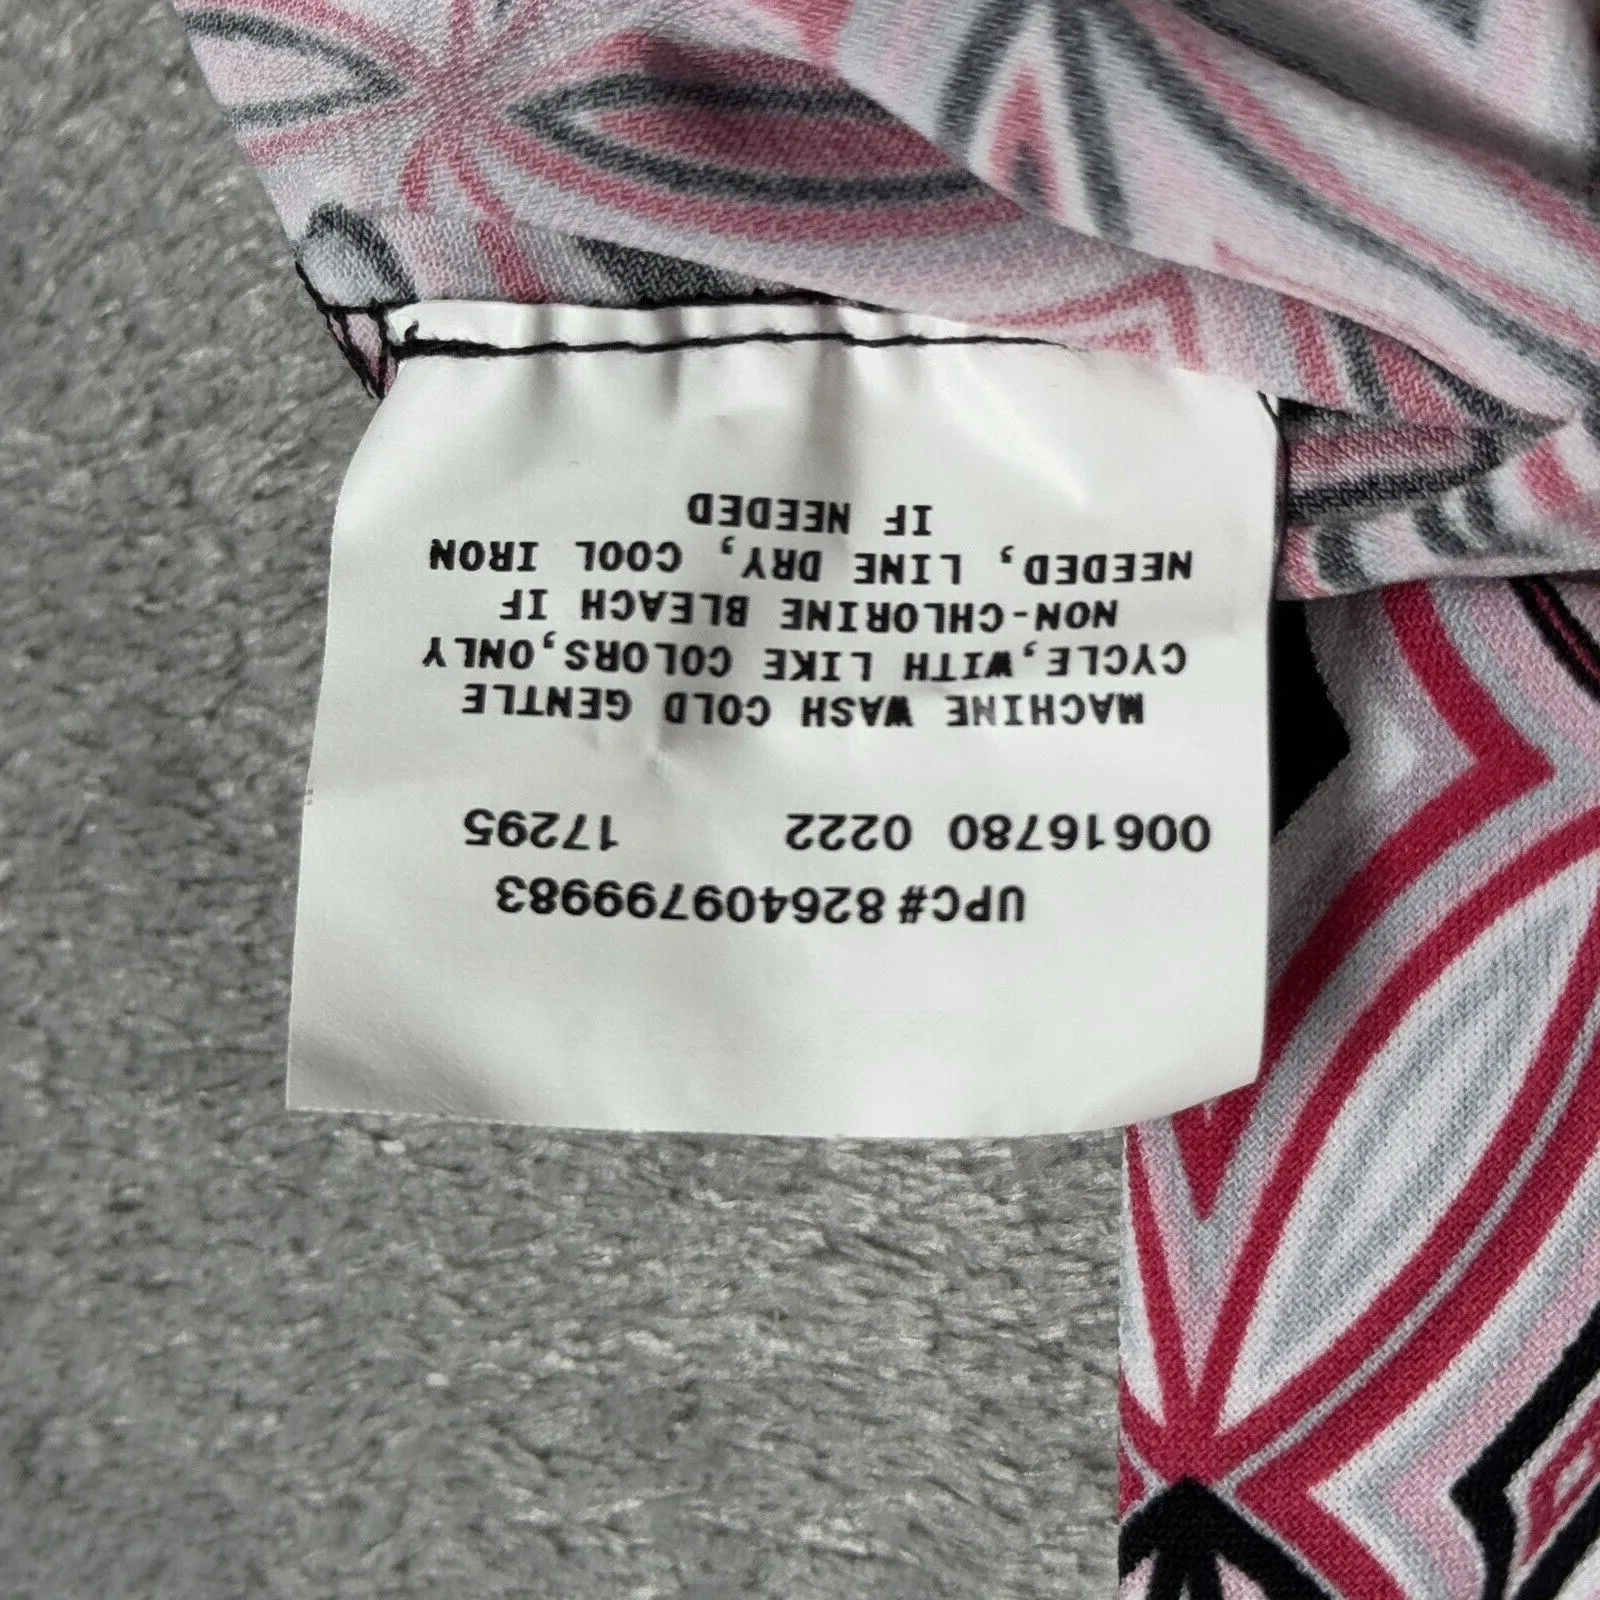 UPC# 826409799983
00616780 0222 17295
MACHINE WASH COLD GENTLE
CYCLE,WITH LIKE COLORS,ONLY
NON-CHLORINE BLEACH IF
NEEDED, LINE DRY, COOL IRON
IF NEEDED